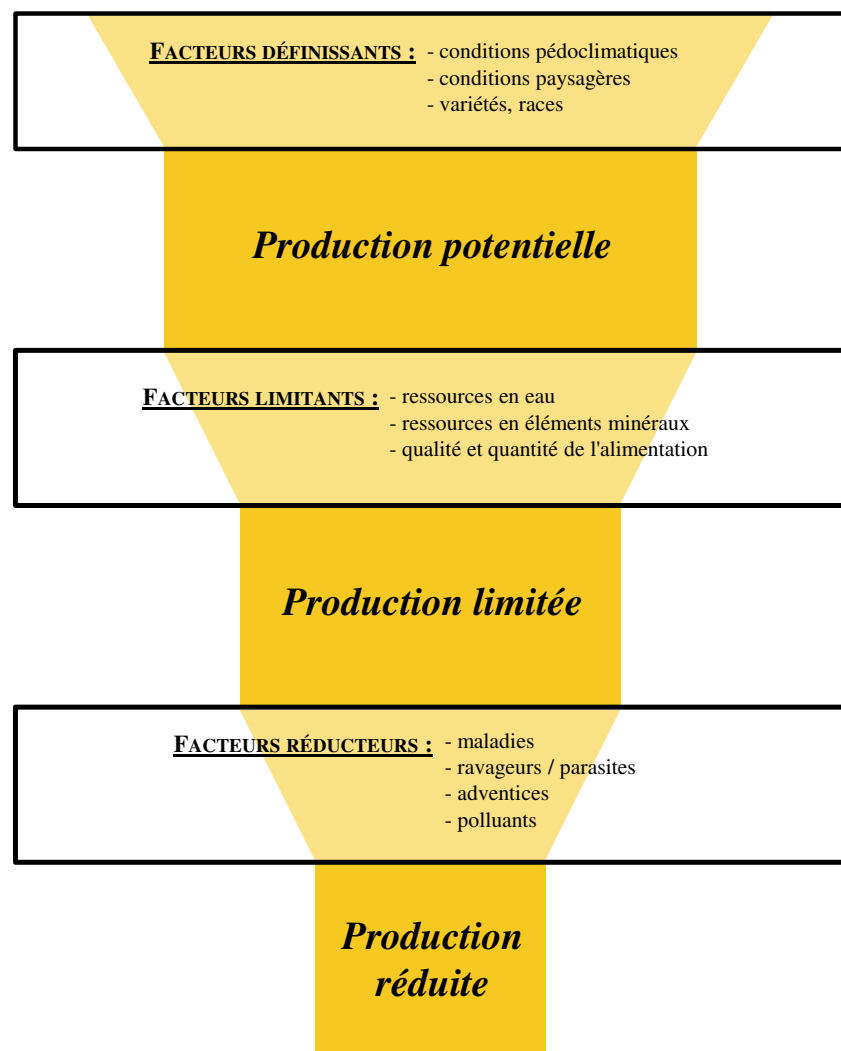 FACTEURS DÉFINISSANTS : - conditions pédoclimatiques
- conditions paysagères
- variétés, races
Production potentielle
FACTEURS LIMITANTS : - ressources en eau
- ressources en éléments minéraux
- qualité et quantité de l'alimentation
Production limitée
FACTEURS RÉDUCTEURS : - maladies
- ravageurs / parasites
- adventices
- polluants
Production
réduite